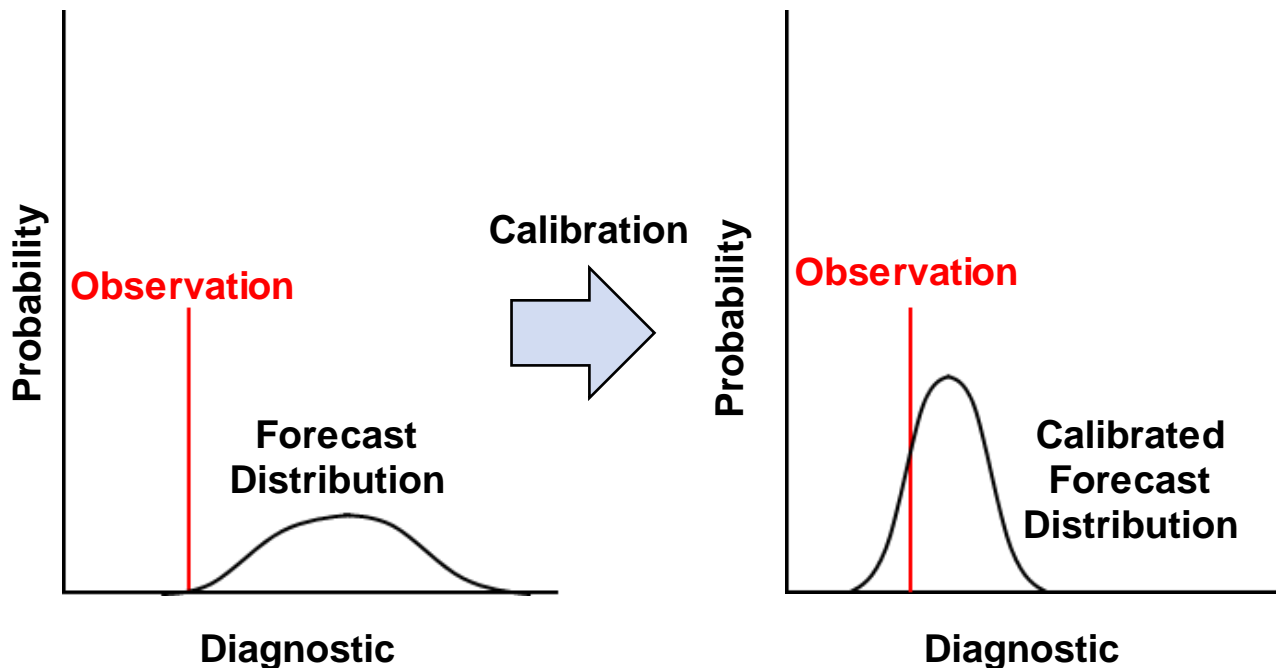 Probability
Observation
Forecast
Distribution
Diagnostic
Calibration
Probability
Observation
Calibrated
Forecast
Distribution
Diagnostic